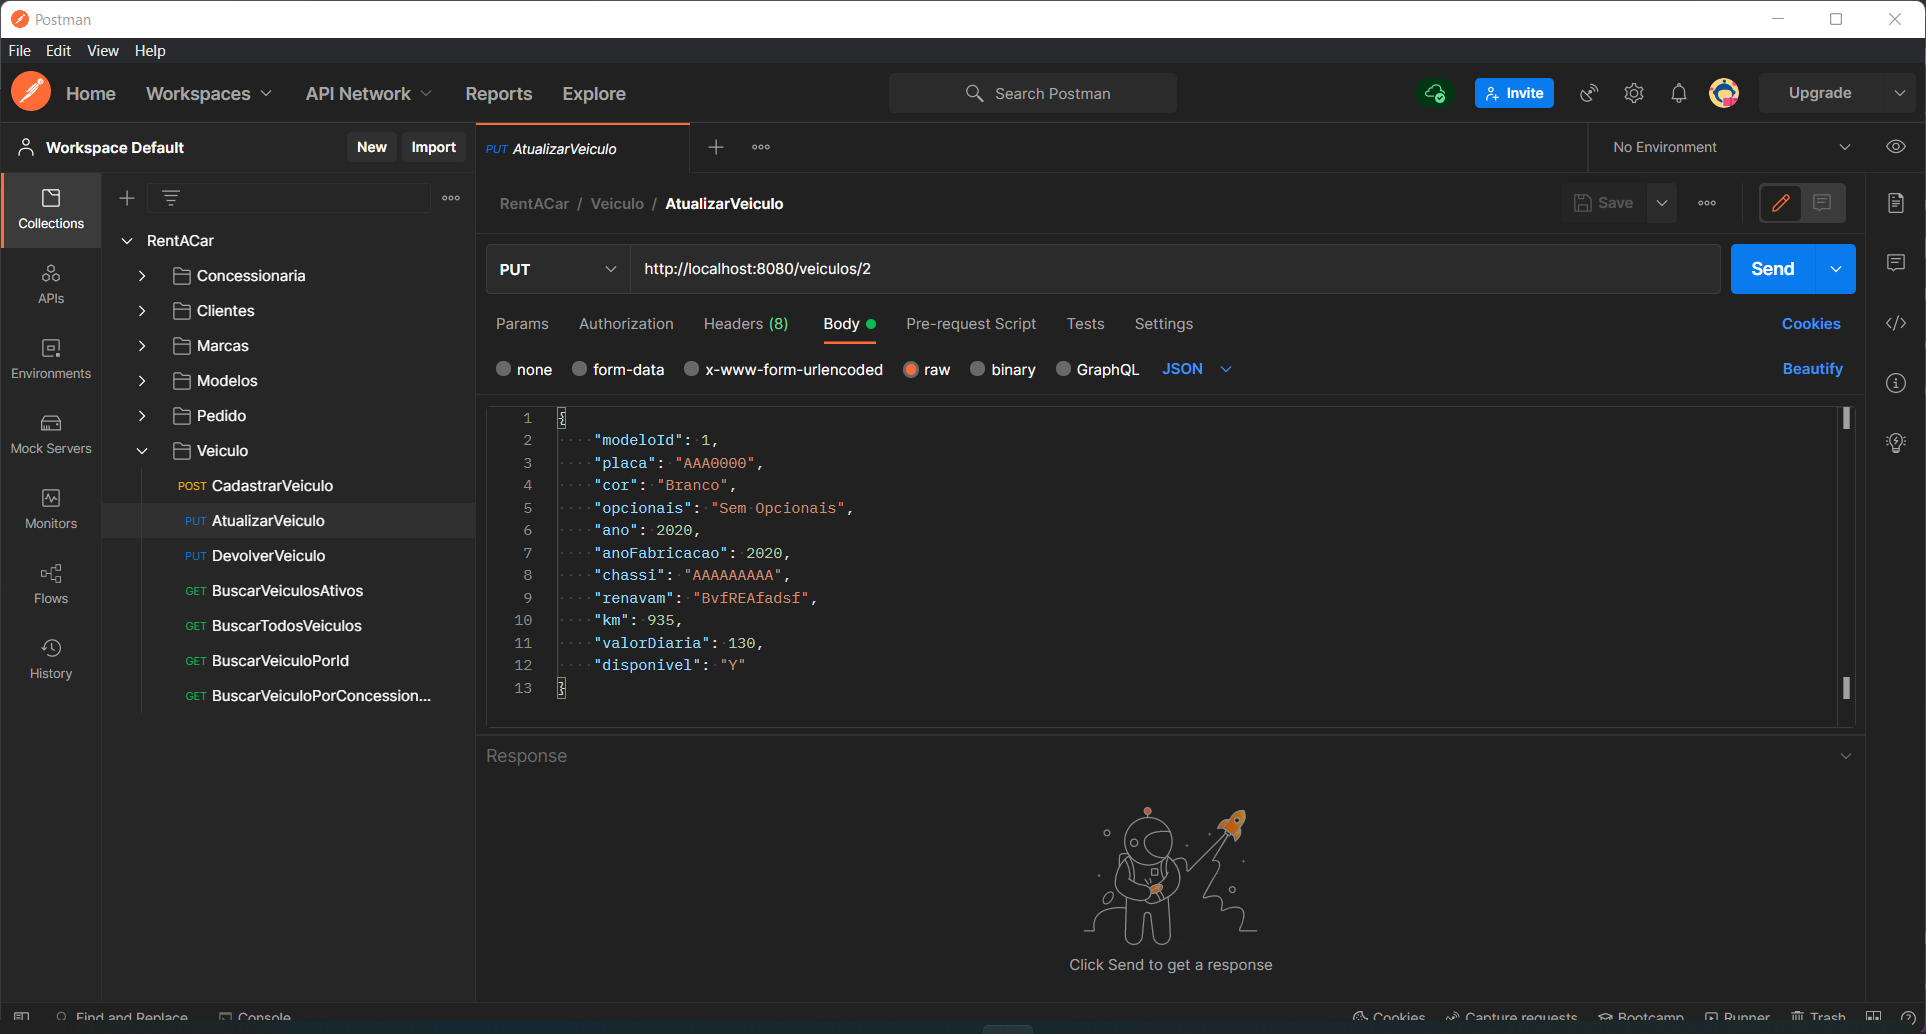 Postman
File Edit View Help
Home Workspaces API Network Reports Explore Search Postman Invite Upgrade
Workspace Default New Import PUT AtualizarVeiculo No Environment
Collections
APIs
Environments
Mock Servers
Monitors
Flows
History
RentACar
Concessionaria
Clientes
Marcas
Modelos
Pedido
Veiculo
POST CadastrarVeiculo
PUT AtualizarVeiculo
PUT DevolverVeiculo
GET BuscarVeiculosAtivos
GET BuscarTodosVeiculos
GET BuscarVeiculoPorId
GET BuscarVeiculoPorConcession...
RentACar / Veiculo / AtualizarVeiculo Save
PUT http://localhost:8080/veiculos/2 Send
Params Authorization Headers (8) Body Pre-request Script Tests Settings Cookies
none form-data x-www-form-urlencoded raw binary GraphQL JSON Beautify
1 {
2 "modeloId": 1,
3 "placa": "AAA0000",
4 "cor": "Branco",
5 "opcionais": "Sem Opcionais",
6 "ano": 2020,
7 "anoFabricacao": 2020,
8 "chassi": "AAAAAAAAA",
9 "renavam": "BvfREAfadsf",
10 "km": 935,
11 "valorDiaria": 130,
12 "disponivel": "Y"
13 }
Response
Click Send to get a response
Find and Replace Console Cookies Capture requests Bootcamp Runner Trash